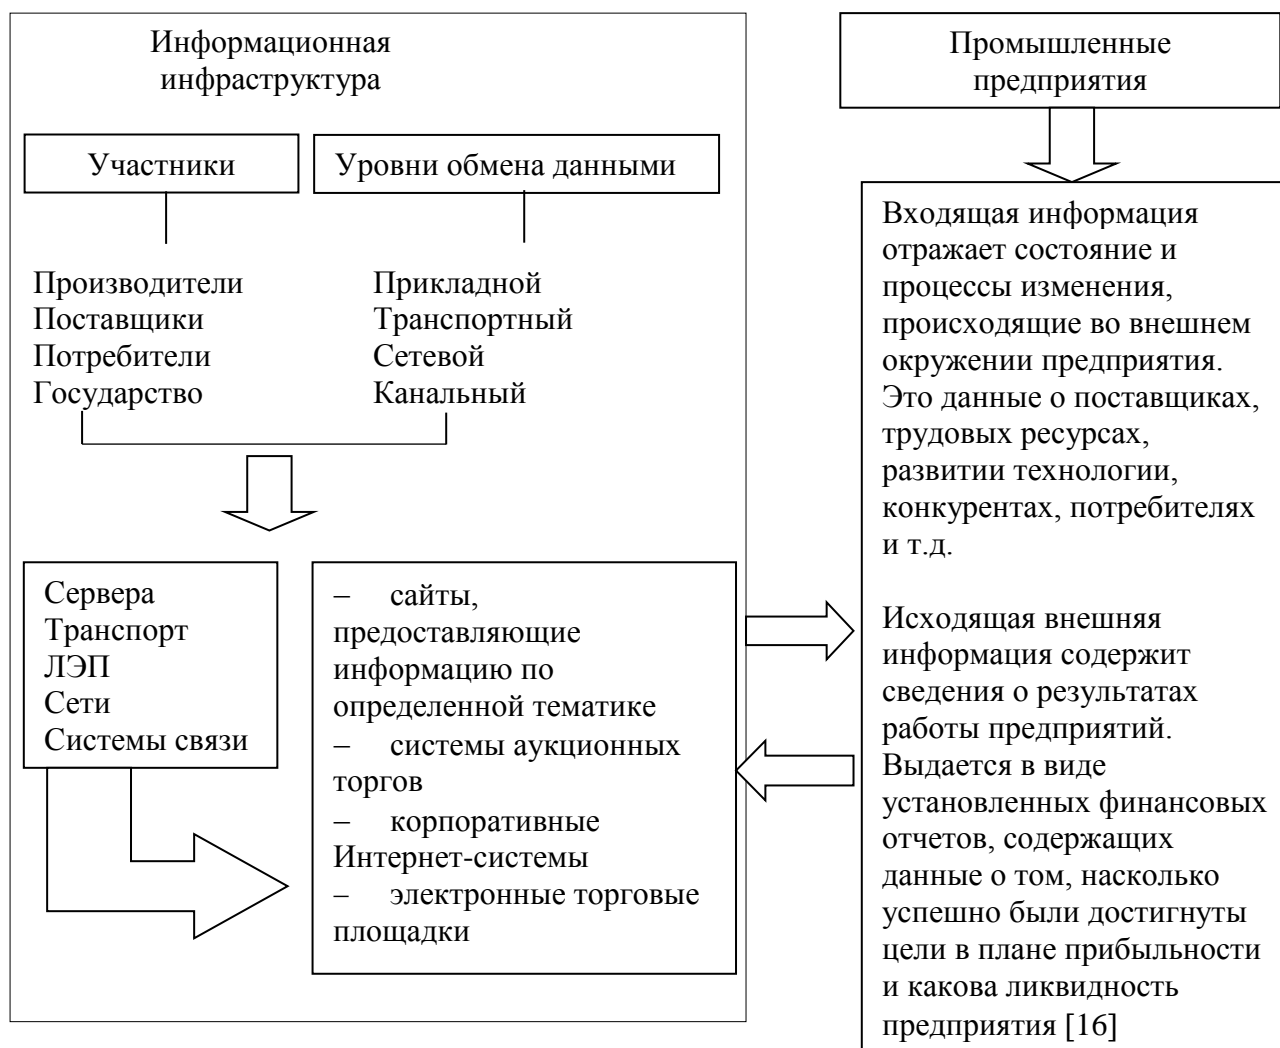 Информационная
инфраструктура
Участники
Уровни обмена данными
Производители
Поставщики
Потребители
Государство
Прикладной
Транспортный
Сетевой
Канальный
Сервера
Транспорт
ЛЭП
Сети
Системы связи
– сайты,
предоставляющие
информацию по
определенной тематике
– системы аукционных
торгов
– корпоративные
Интернет-системы
– электронные торговые
площадки
Промышленные
предприятия
Входящая информация
отражает состояние и
процессы изменения,
происходящие во внешнем
окружении предприятия.
Это данные о поставщиках,
трудовых ресурсах,
развитии технологии,
конкурентах, потребителях
и т.д.
Исходящая внешняя
информация содержит
сведения о результатах
работы предприятий.
Выдается в виде
установленных финансовых
отчетов, содержащих
данные о том, насколько
успешно были достигнуты
цели в плане прибыльности
и какова ликвидность
предприятия [16]